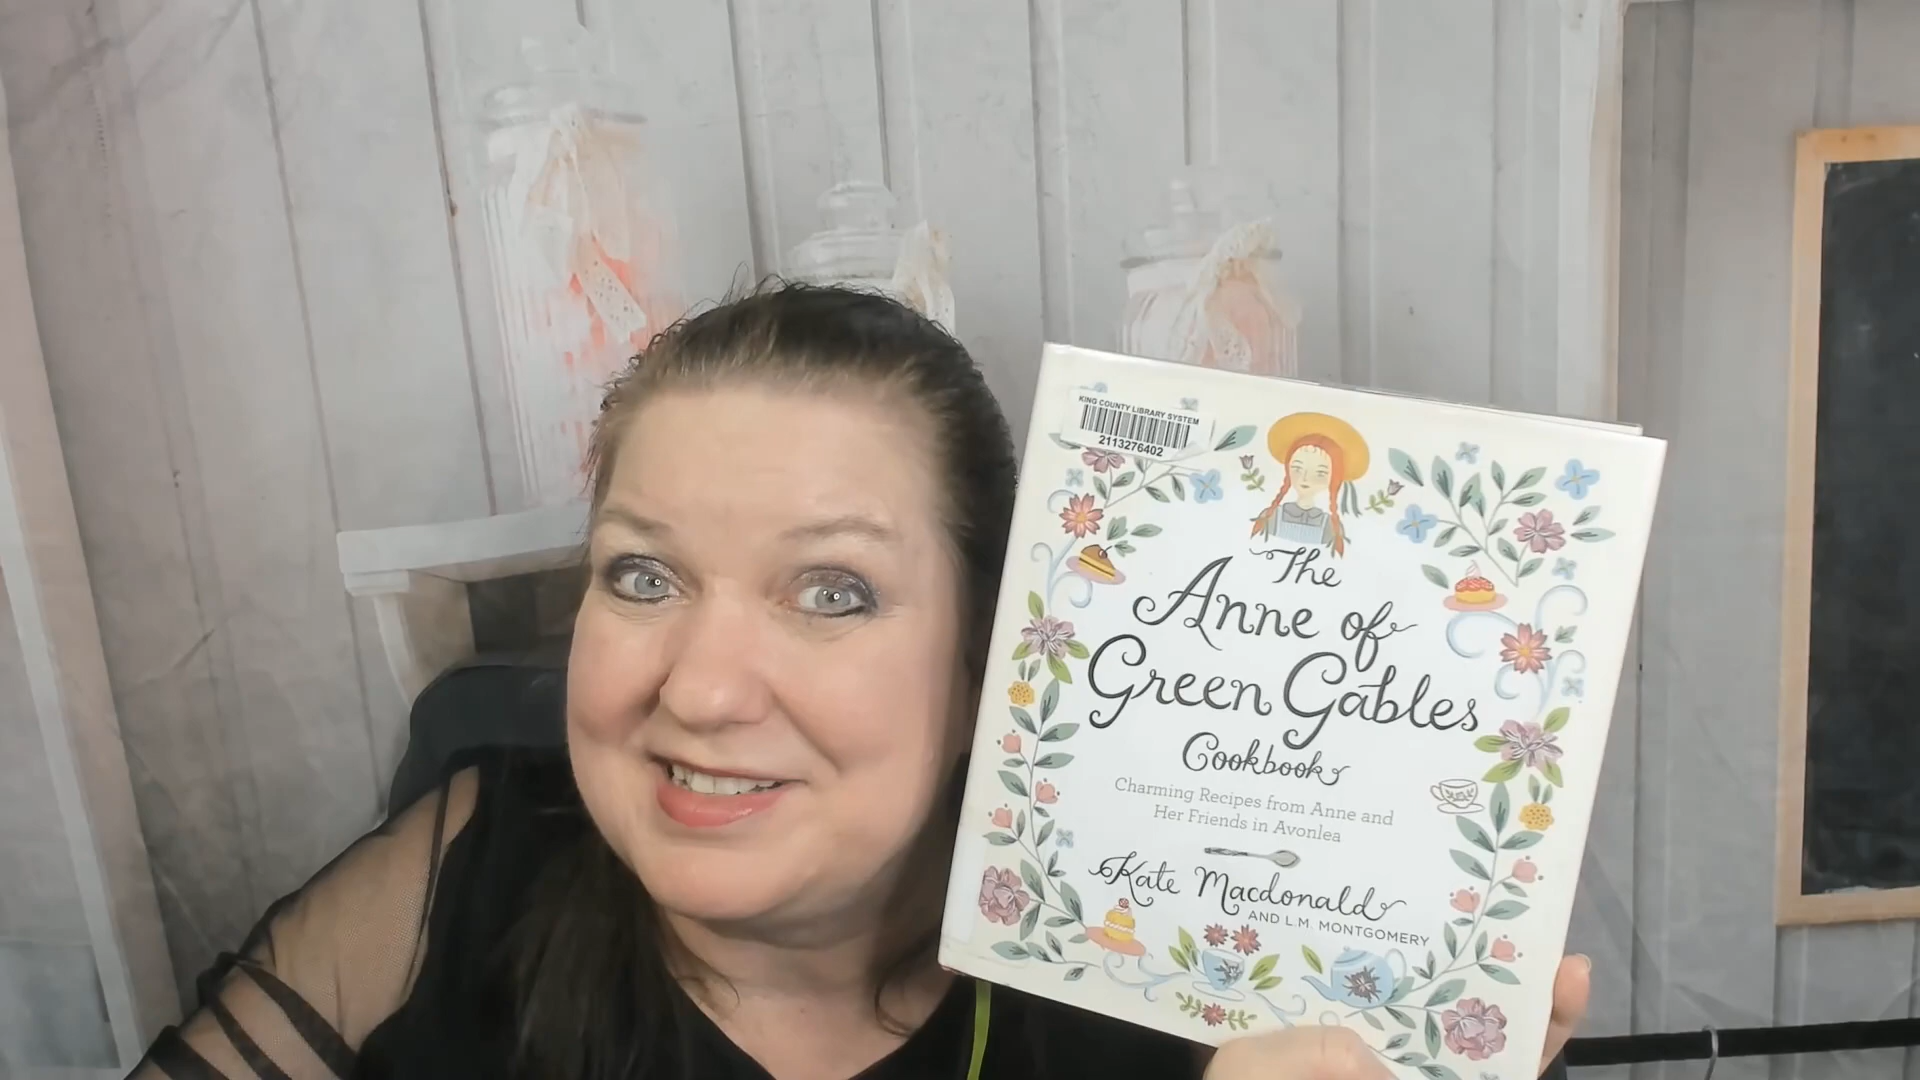 KING COUNTY LIBRARY SYSTEM
2113276402
The
Anne of
Green Gables
Cookbook
Charming Recipes from Anne and
Her Friends in Avonlea
Kate Macdonald
AND L.M. MONTGOMERY